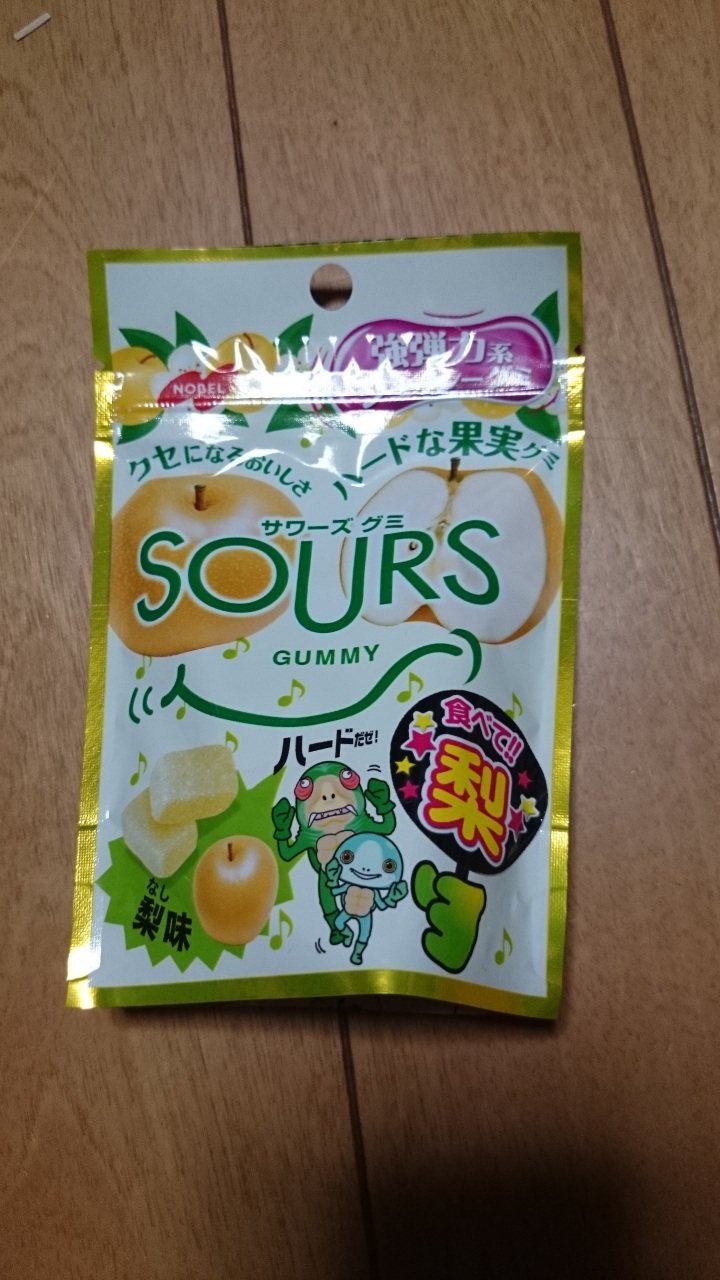 NOBEL
強弾力系
クセになるおいしさ
ハードな果実グミ
サワーズ グミ
SOURS
GUMMY
ハードだぜ!
食べて!!
梨
なし
梨味